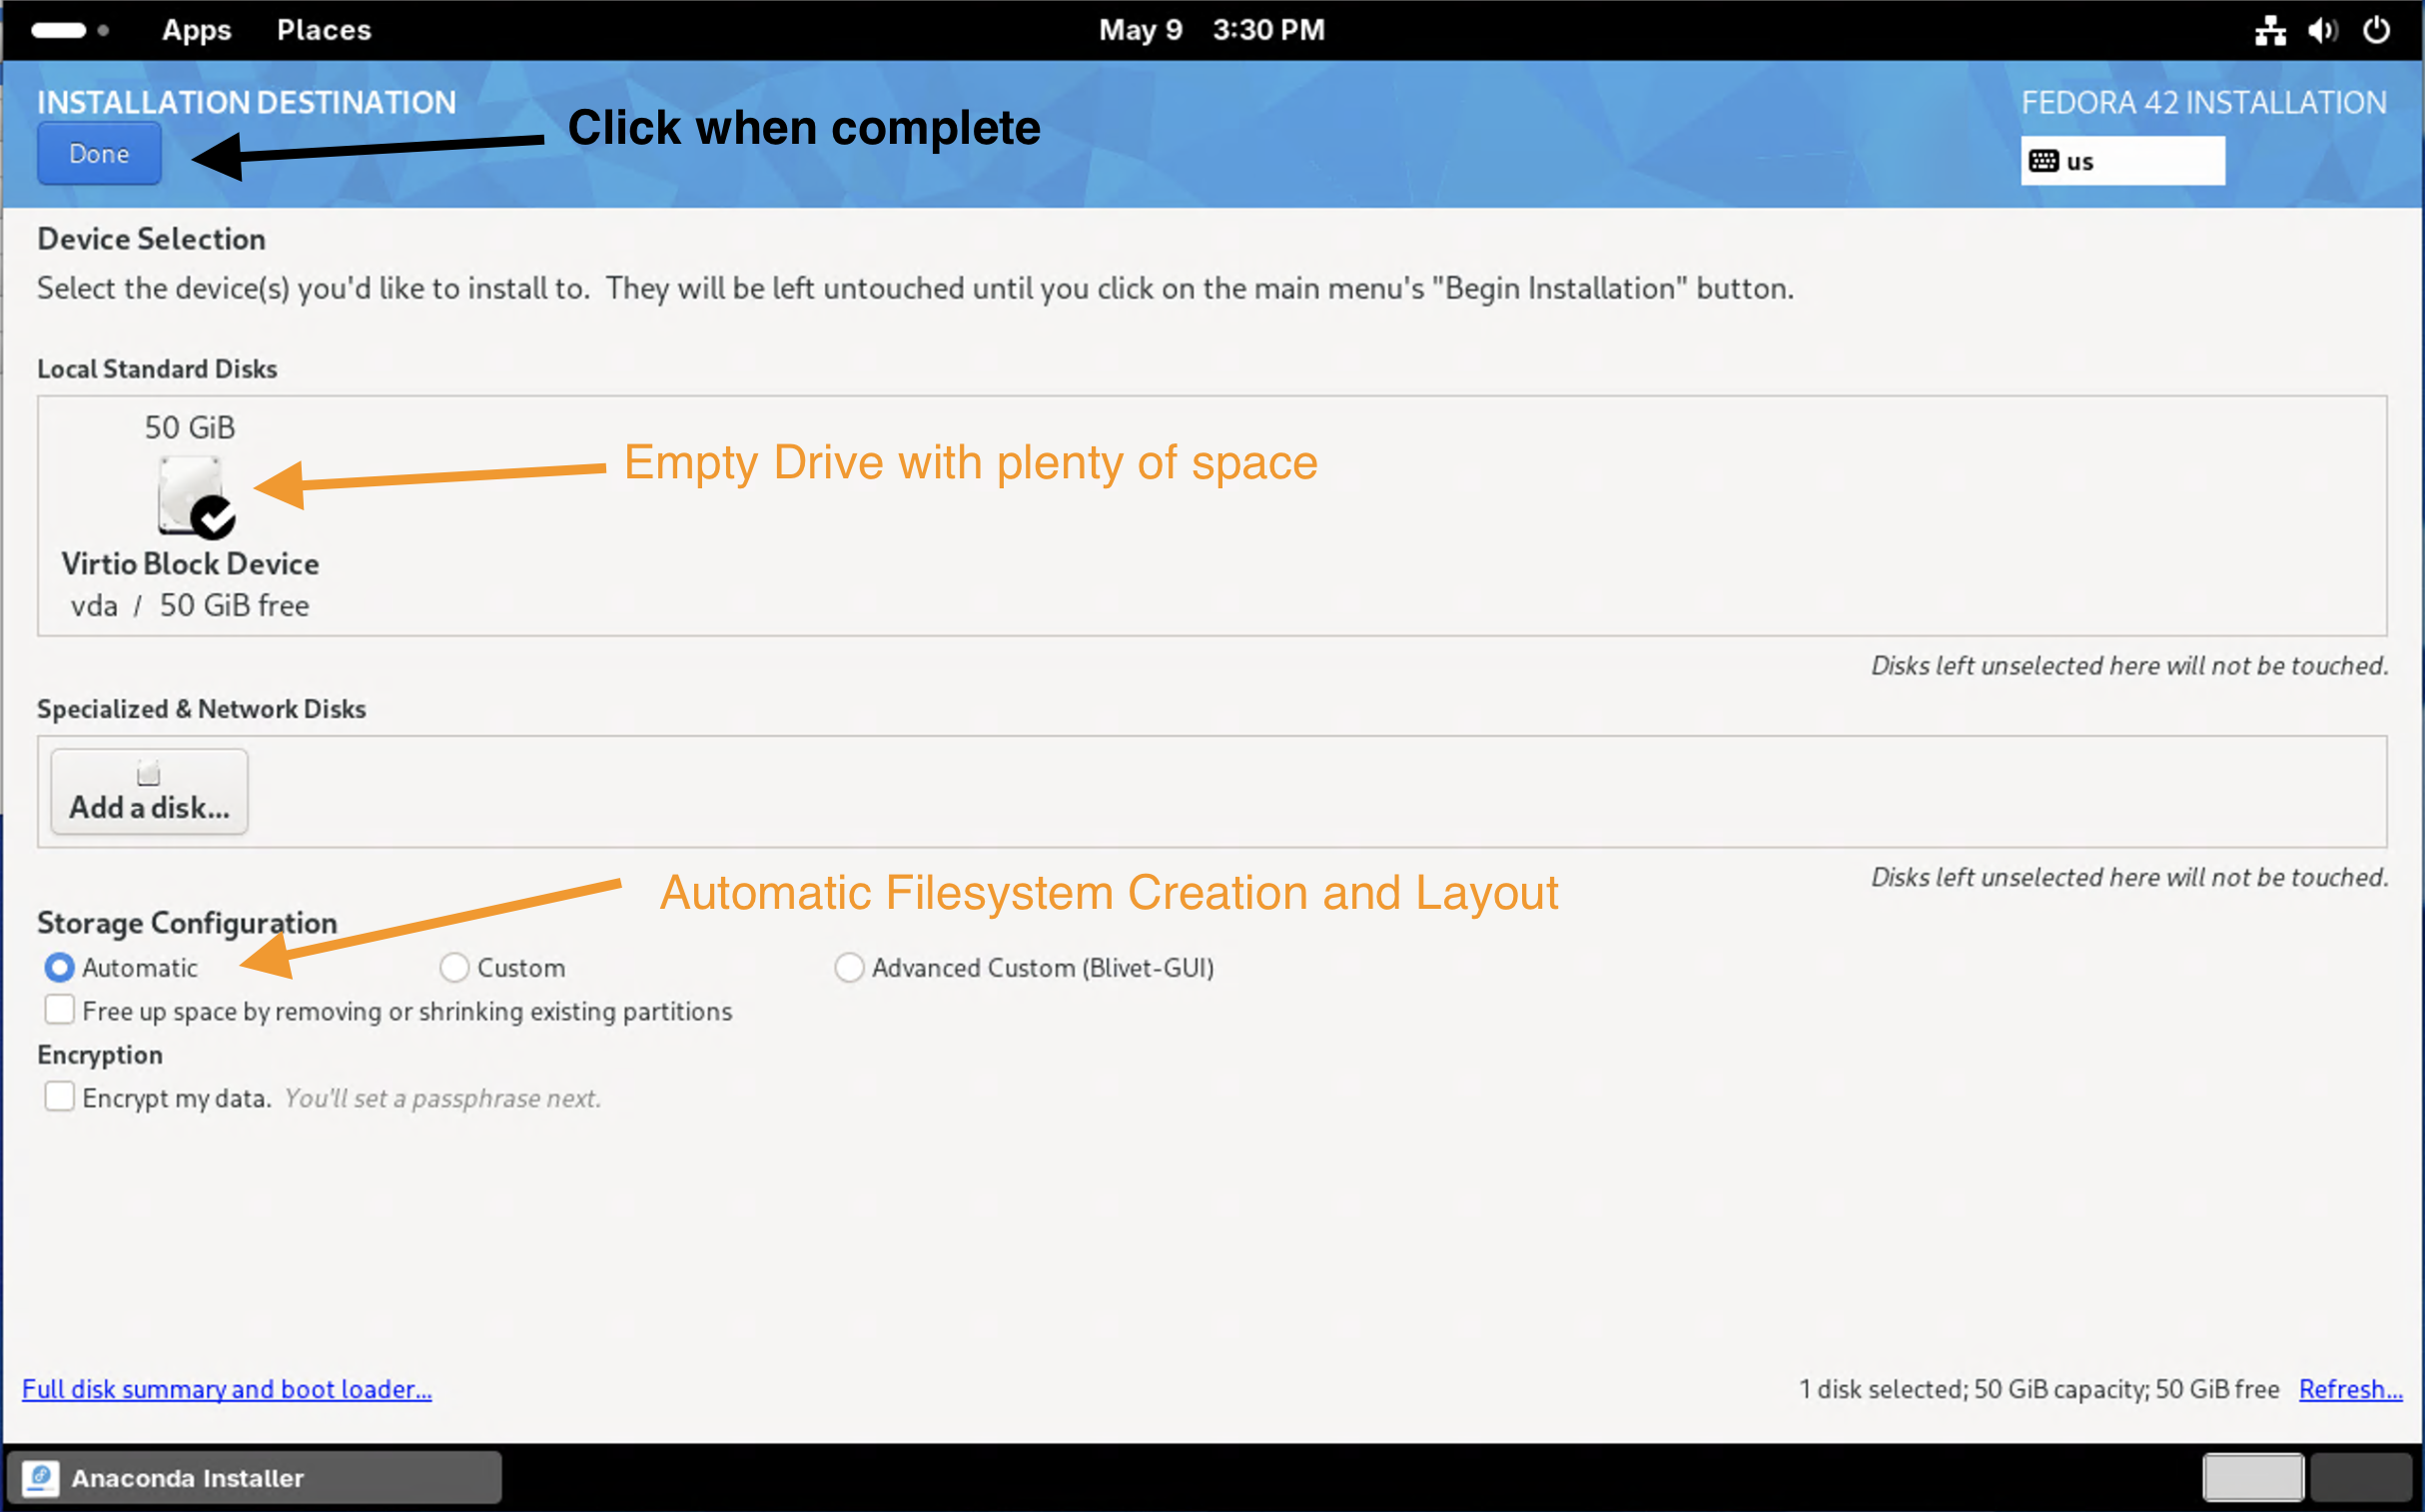 Apps Places May 9 3:30 PM
INSTALLATION DESTINATION
FEDORA 42 INSTALLATION
Done
Click when complete
us
Device Selection
Select the device(s) you'd like to install to. They will be left untouched until you click on the main menu's "Begin Installation" button.
Local Standard Disks
50 GiB
Empty Drive with plenty of space
Virtio Block Device
vda / 50 GiB free
Disks left unselected here will not be touched.
Specialized & Network Disks
Add a disk...
Disks left unselected here will not be touched.
Automatic Filesystem Creation and Layout
Storage Configuration
Automatic Custom Advanced Custom (Blivet-GUI)
Free up space by removing or shrinking existing partitions
Encryption
Encrypt my data. You'll set a passphrase next.
Full disk summary and boot loader...
1 disk selected; 50 GiB capacity; 50 GiB free Refresh...
Anaconda Installer